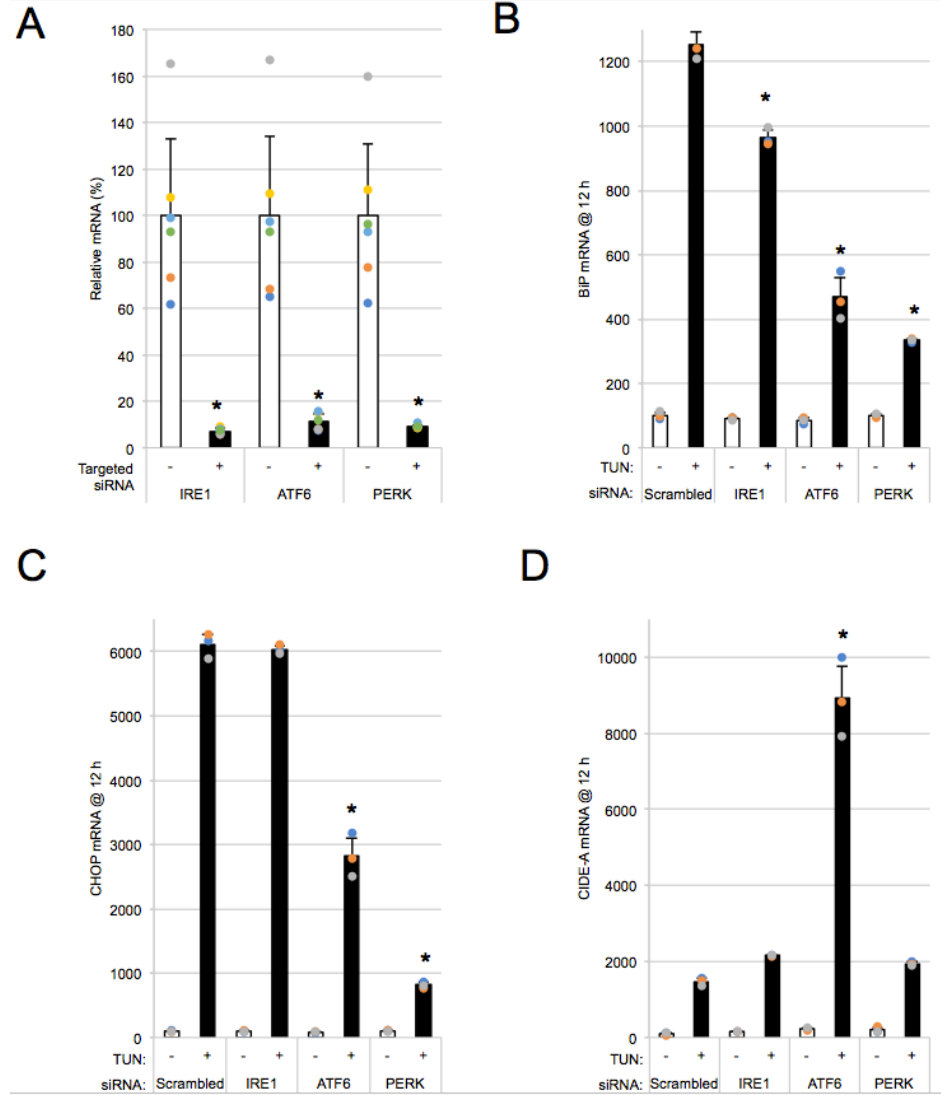 A
180
160
140
120
100
80
60
40
20
0
Relative mRNA (%)
* * *
Targeted siRNA
- + - + - +
IRE1 ATF6 PERK
B
1200
1000
800
600
400
200
0
BiP mRNA @ 12 h
* * *
TUN: - + - + - + - +
siRNA: Scrambled IRE1 ATF6 PERK
C
6000
5000
4000
3000
2000
1000
0
CHOP mRNA @ 12 h
* *
TUN: - + - + - + - +
siRNA: Scrambled IRE1 ATF6 PERK
D
10000
8000
6000
4000
2000
0
CIDE-A mRNA @ 12 h
*
TUN: - + - + - + - +
siRNA: Scrambled IRE1 ATF6 PERK